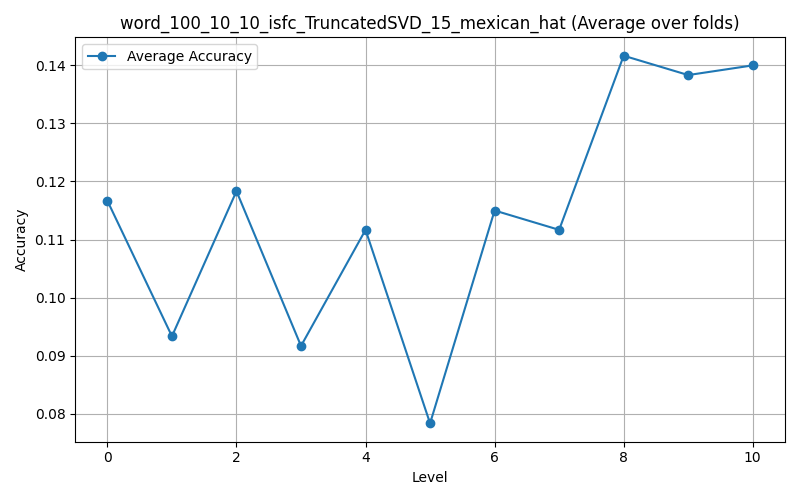 word_100_10_10_isfc_TruncatedSVD_15_mexican_hat (Average over folds)
Average Accuracy
0.14
0.13
0.12
0.11
0.10
0.09
0.08
Accuracy
0 2 4 6 8 10
Level